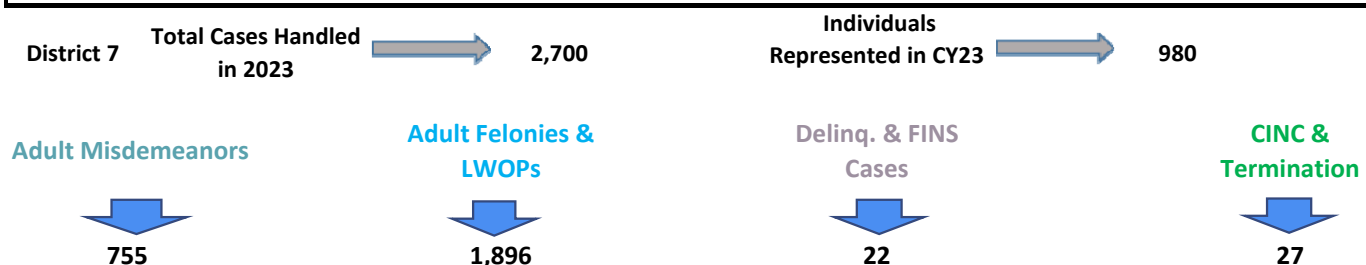 District 7
Total Cases Handled
in 2023
2,700
Individuals
Represented in CY23
980
Adult Misdemeanors
Adult Felonies &
LWOPs
Delinq. & FINS
Cases
CINC &
Termination
755
1,896
22
27